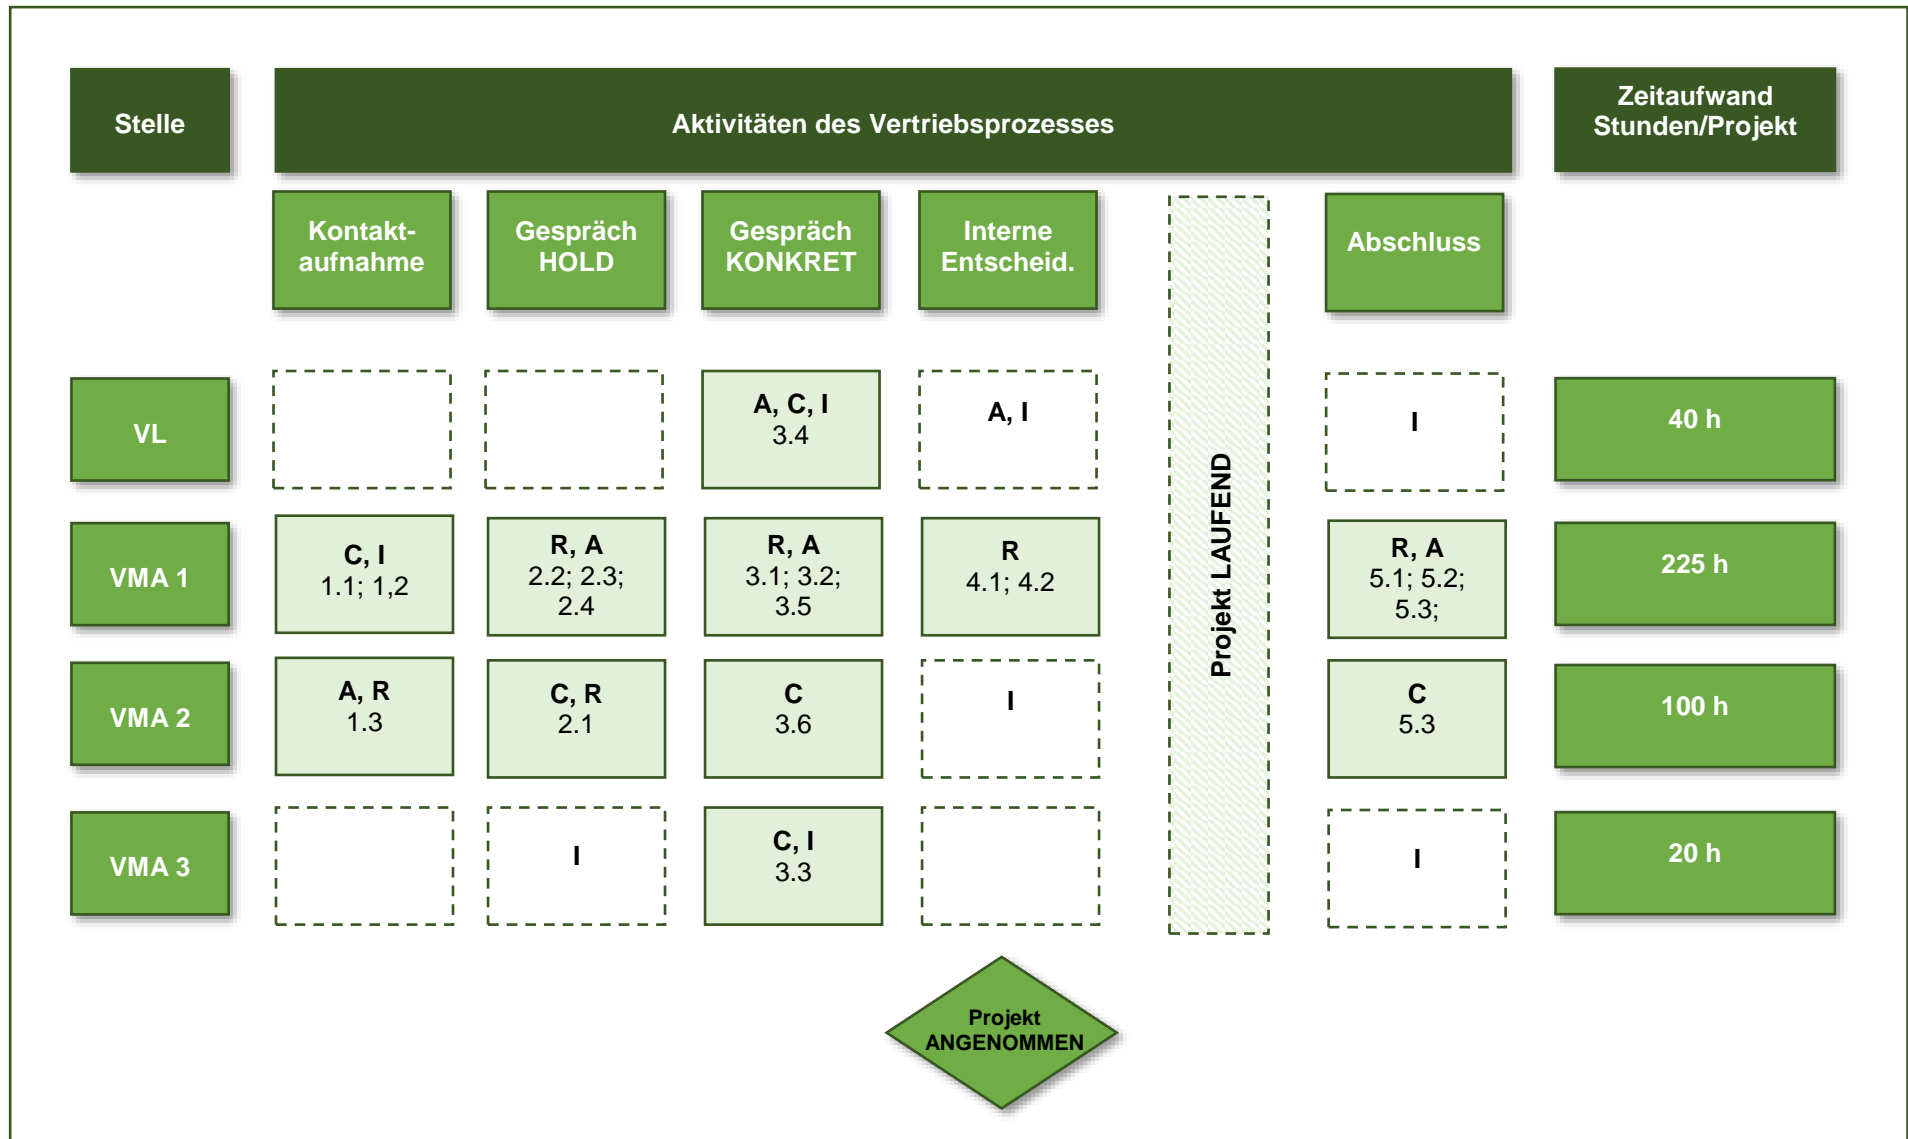 Stelle
Aktivitäten des Vertriebsprozesses
Zeitaufwand
Stunden/Projekt
Kontakt-
aufnahme
Gespräch
HOLD
Gespräch
KONKRET
Interne
Entscheid.
Abschluss
VL
A, C, I
3.4
A, I
I
40 h
VMA 1
C, I
1.1; 1,2
R, A
2.2; 2.3;
2.4
R, A
3.1; 3.2;
3.5
R
4.1; 4.2
R, A
5.1; 5.2;
5.3;
225 h
VMA 2
A, R
1.3
C, R
2.1
C
3.6
I
C
5.3
100 h
VMA 3
I
C, I
3.3
I
20 h
Projekt LAUFEND
Projekt
ANGENOMMEN